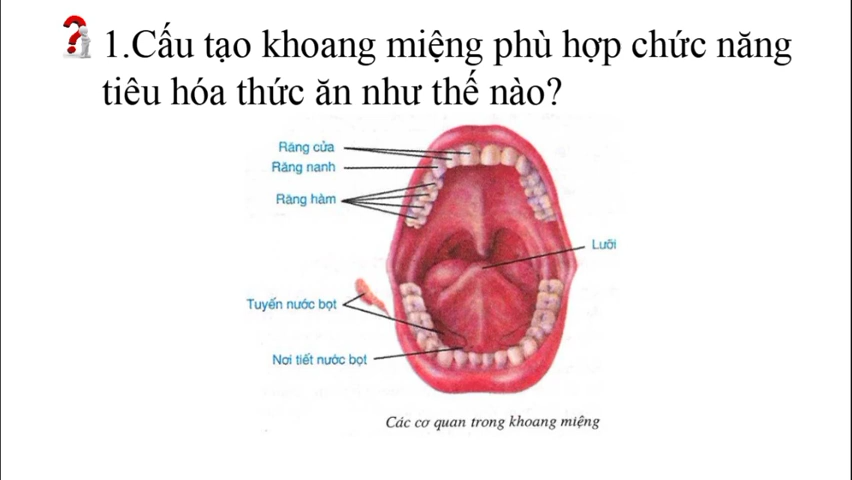 1.Cấu tạo khoang miệng phù hợp chức năng
tiêu hóa thức ăn như thế nào?
Răng cửa
Răng nanh
Răng hàm
Lưỡi
Tuyến nước bọt
Nơi tiết nước bọt
Các cơ quan trong khoang miệng